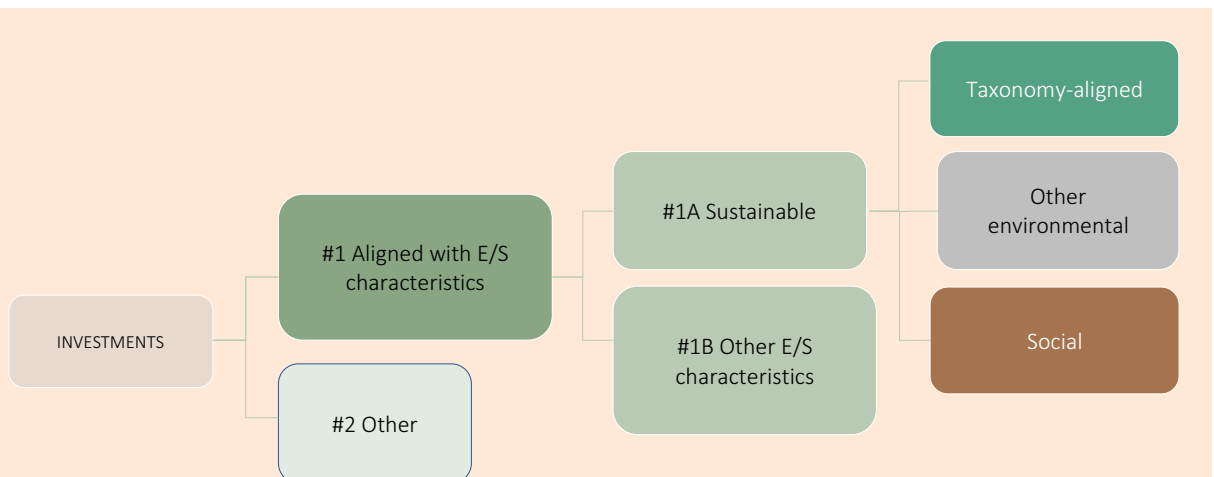 INVESTMENTS
#1 Aligned with E/S
characteristics
#2 Other
#1A Sustainable
#1B Other E/S
characteristics
Taxonomy-aligned
Other
environmental
Social